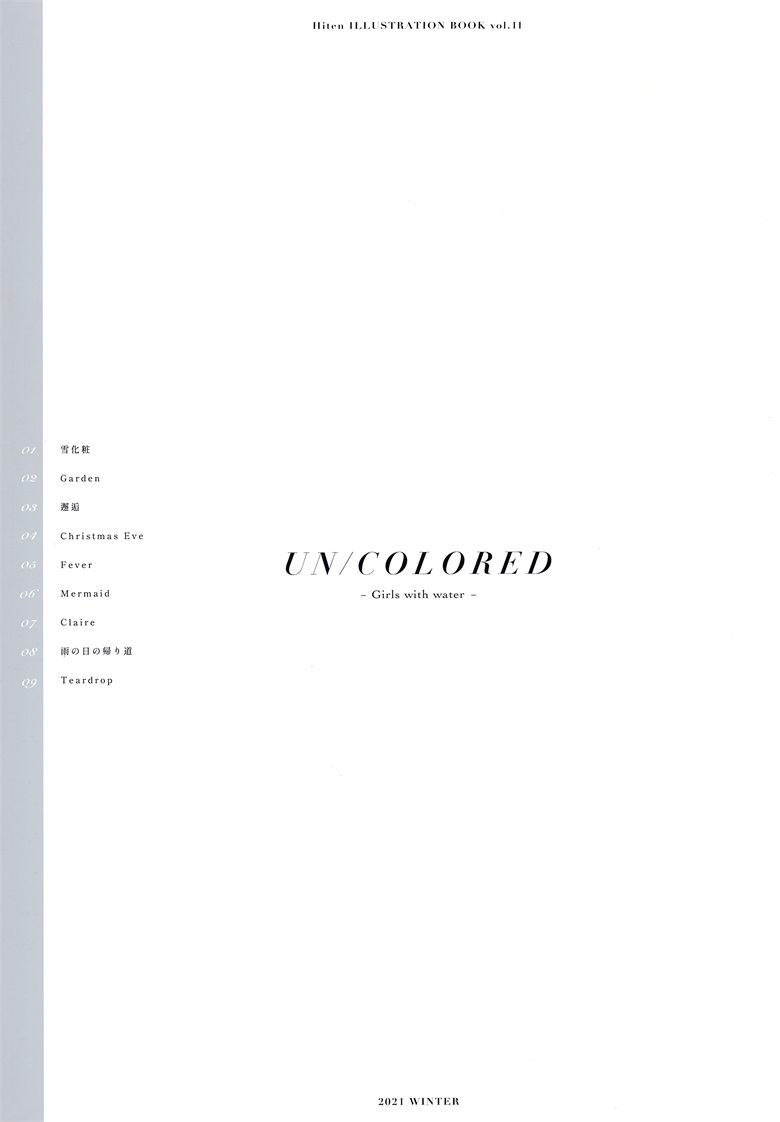 Hiten ILLUSTRATION BOOK vol.11
01 雪化粧
02 Garden
03 邂逅
04 Christmas Eve
05 Fever
06 Mermaid
07 Claire
08 雨の日の帰り道
09 Teardrop
UN/COLORED
– Girls with water –
2021 WINTER